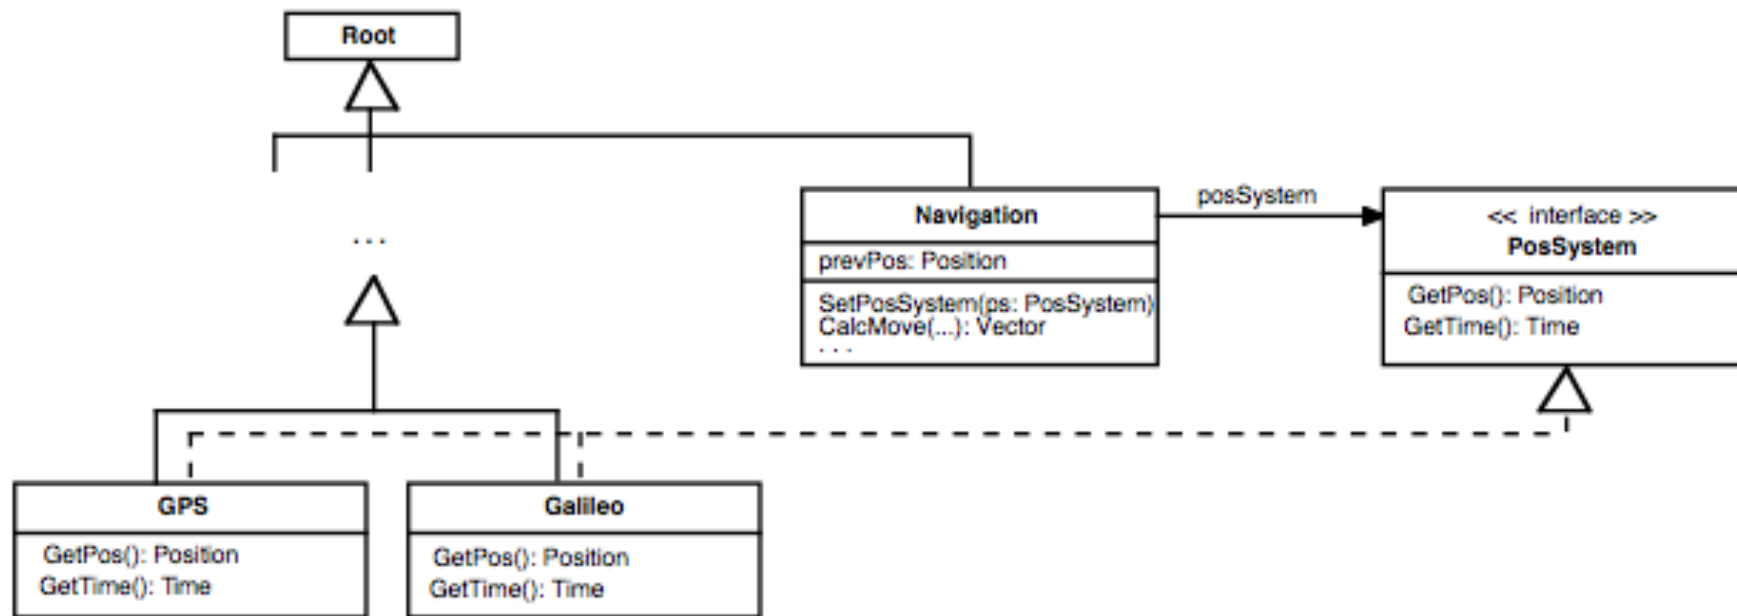 Root
. . .
Navigation
prevPos: Position
SetPosSystem(ps: PosSystem)
CalcMove(...): Vector
. . .
posSystem
<< interface >>
PosSystem
GetPos(): Position
GetTime(): Time
GPS
GetPos(): Position
GetTime(): Time
Galileo
GetPos(): Position
GetTime(): Time